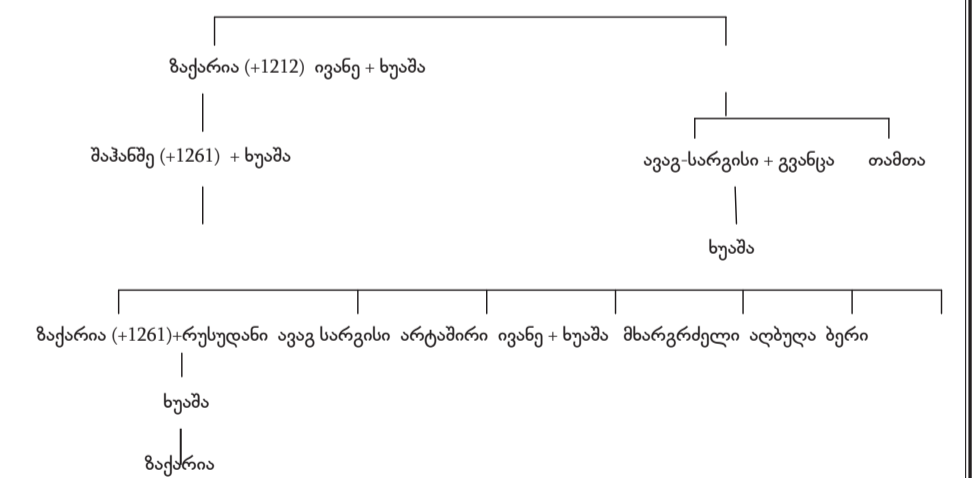 ზაქარია (+1212) ივანე + ხუაშა
შაჰანშე (+1261) + ხუაშა
ავაგ-სარგისი + გვანცა თამთა
ხუაშა
ზაქარია (+1261)+რუსუდანი ავაგ სარგისი არტაშირი ივანე + ხუაშა მხარგრძელი აღბუღა ბერი
ხუაშა
ზაქარია